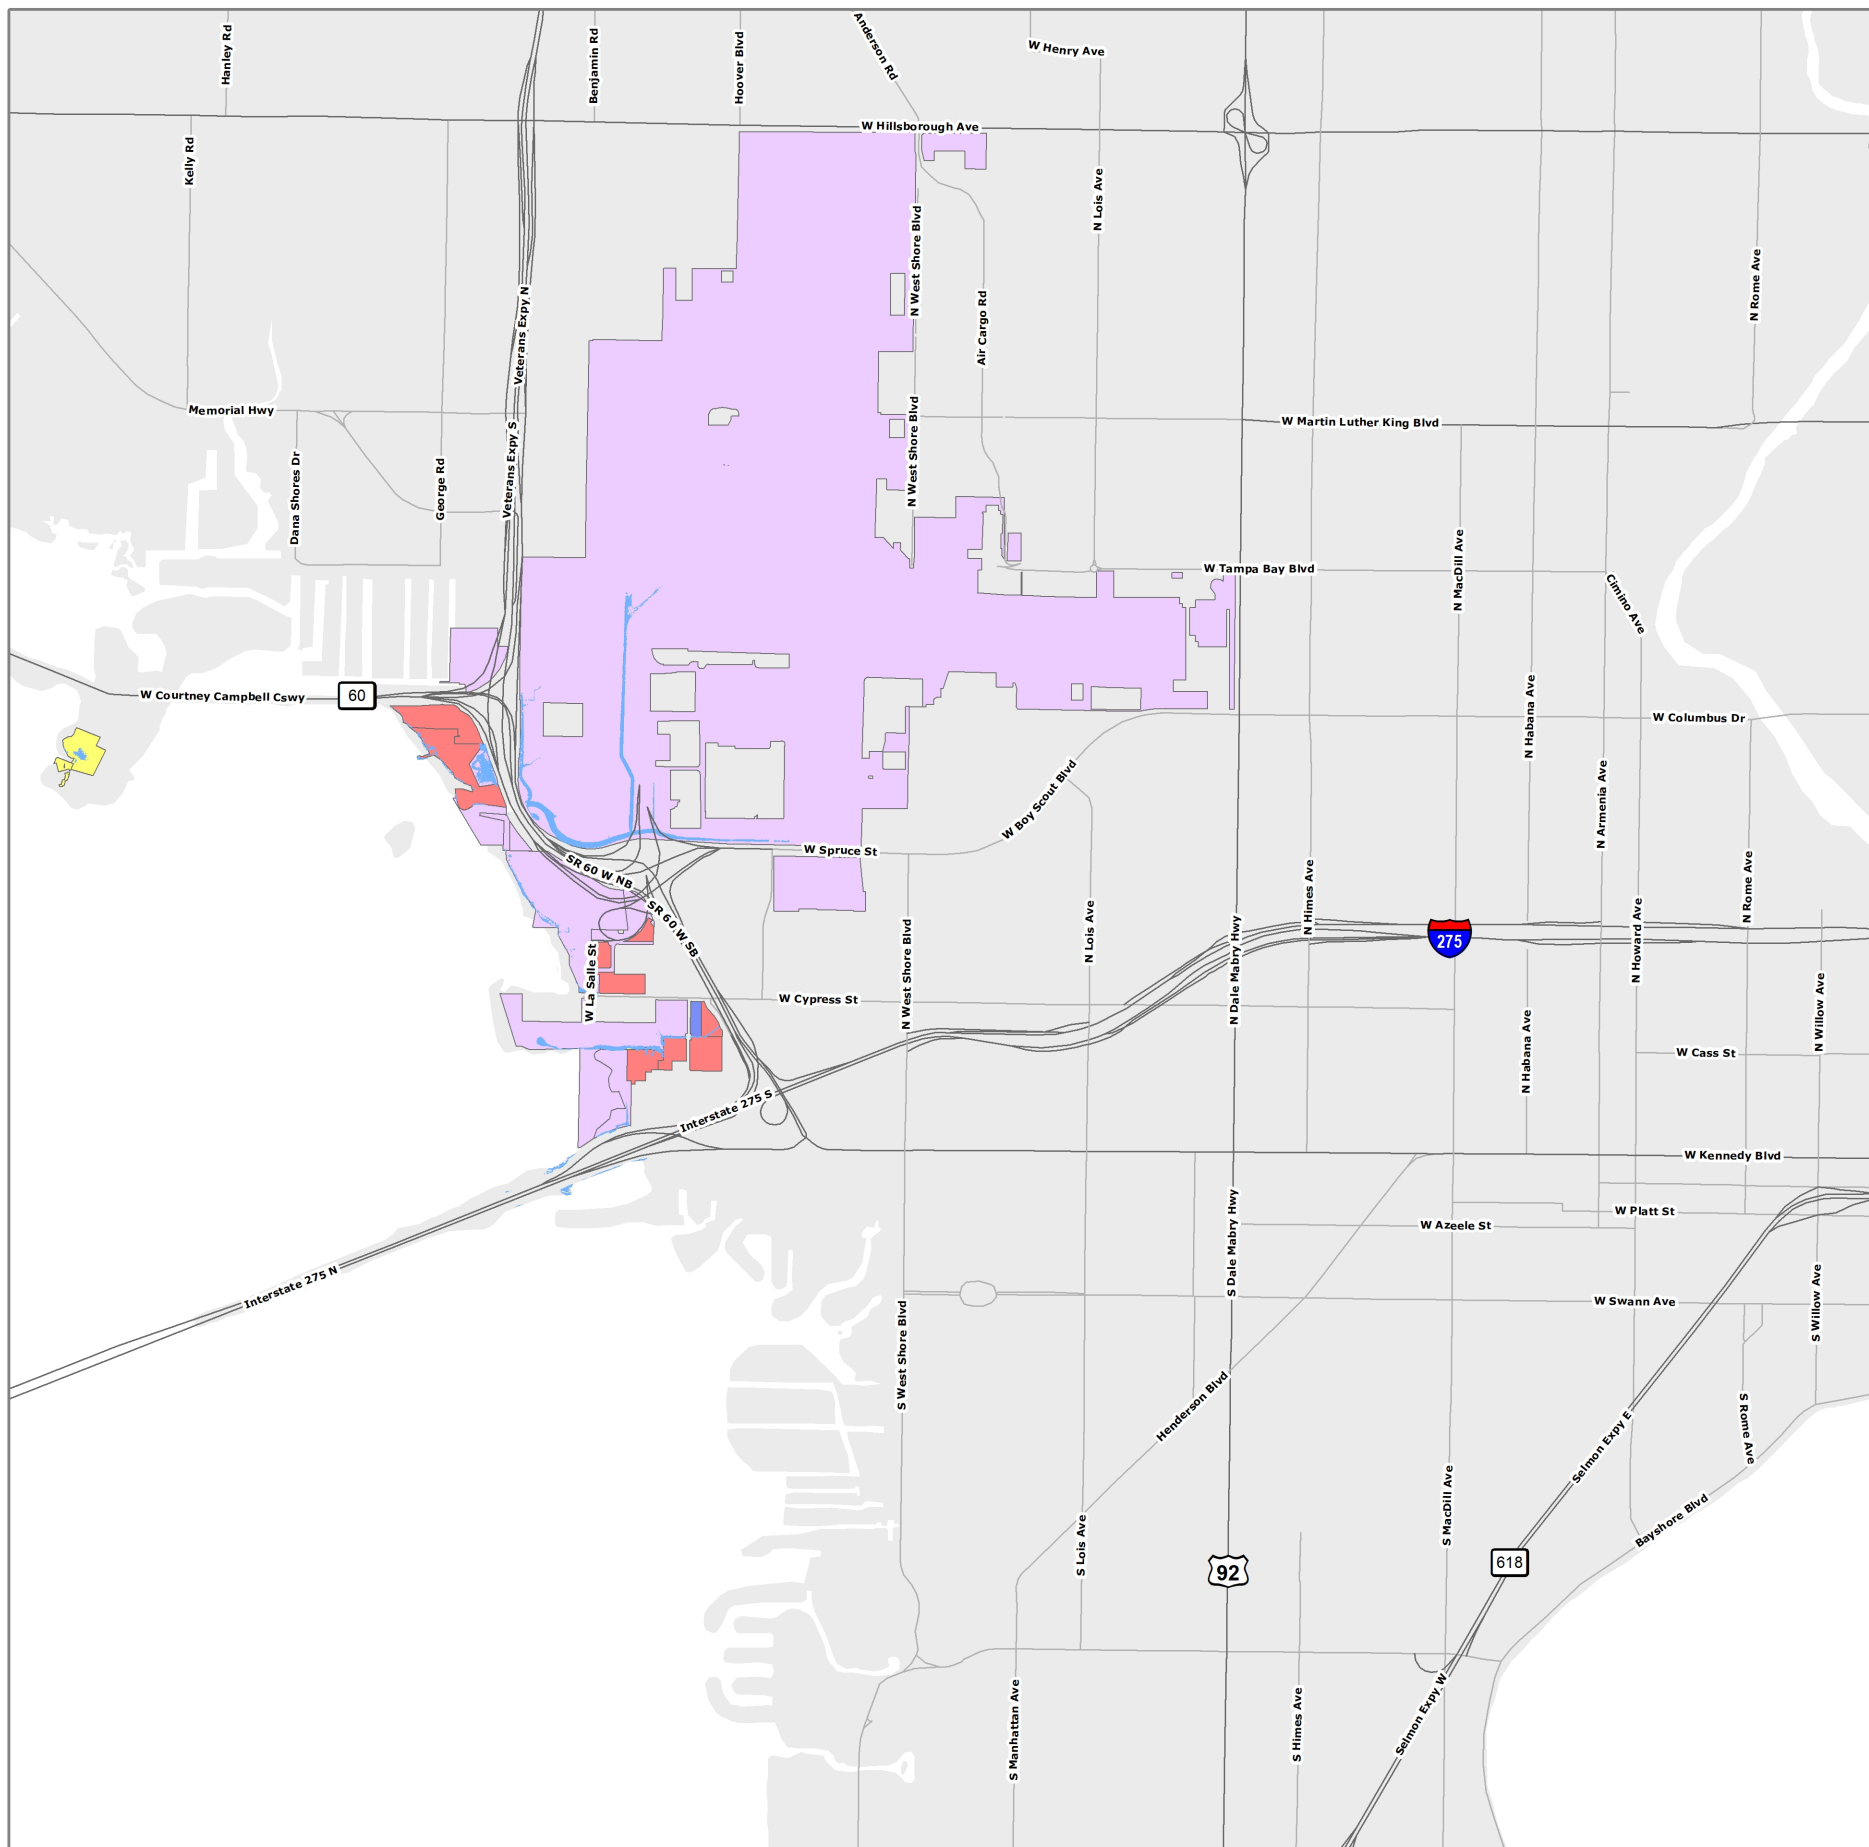 Hanley Rd
Benjamin Rd
Hoover Blvd
Anderson Rd
W Henry Ave
W Hillsborough Ave
Kelly Rd
N Lois Ave
N West Shore Blvd
N Rome Ave
Veterans Expy N
Air Cargo Rd
Memorial Hwy
W Martin Luther King Blvd
Veterans Expy S
N West Shore Blvd
Dana Shores Dr
George Rd
W Tampa Bay Blvd
N MacDill Ave
Cimino Ave
W Courtney Campbell Cswy
60
N Habana Ave
W Columbus Dr
W Boy Scout Blvd
N Armenia Ave
W Spruce St
SR 60 W NB
N Himes Ave
N Rome Ave
SR 60 W SB
N Lois Ave
275
N Howard Ave
W La Salle St
N West Shore Blvd
N Dale Mabry Hwy
W Cypress St
N Willow Ave
N Habana Ave
W Cass St
Interstate 275 S
W Kennedy Blvd
W Platt St
W Azeele St
S Dale Mabry Hwy
Interstate 275 N
W Swann Ave
S Willow Ave
S West Shore Blvd
Henderson Blvd
S Rome Ave
Selmon Expy E
S MacDill Ave
Bayshore Blvd
S Lois Ave
92
618
S Manhattan Ave
S Himes Ave
Selmon Expy W